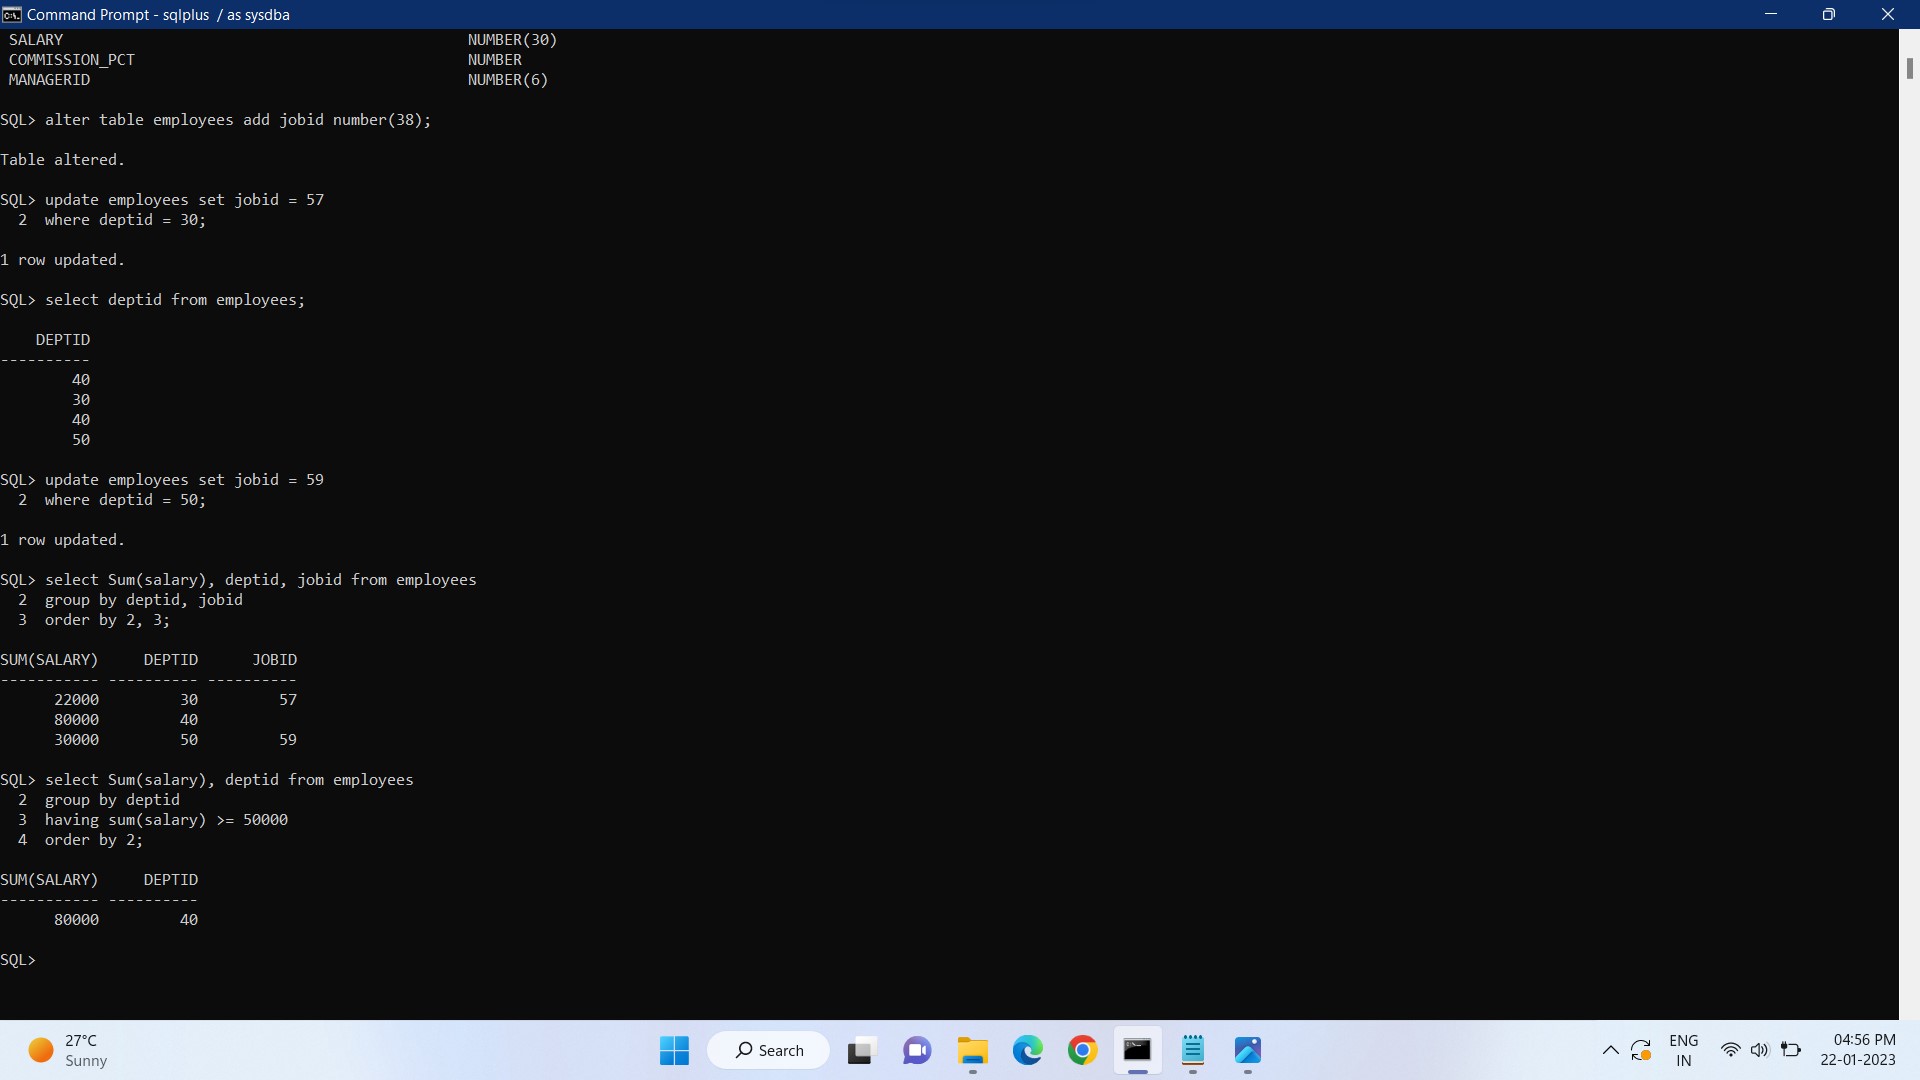 Command Prompt - sqlplus  / as sysdba
 SALARY                                             NUMBER(30)
 COMMISSION_PCT                                     NUMBER
 MANAGERID                                          NUMBER(6)
SQL> alter table employees add jobid number(38);
Table altered.
SQL> update employees set jobid = 57
  2  where deptid = 30;
1 row updated.
SQL> select deptid from employees;
    DEPTID
----------
        40
        30
        40
        50
SQL> update employees set jobid = 59
  2  where deptid = 50;
1 row updated.
SQL> select Sum(salary), deptid, jobid from employees
  2  group by deptid, jobid
  3  order by 2, 3;
SUM(SALARY)     DEPTID      JOBID
----------- ---------- ----------
      22000         30         57
      80000         40
      30000         50         59
SQL> select Sum(salary), deptid from employees
  2  group by deptid
  3  having sum(salary) >= 50000
  4  order by 2;
SUM(SALARY)     DEPTID
----------- ----------
      80000         40
SQL>
27°C
Sunny
Search
ENG
IN
04:56 PM
22-01-2023